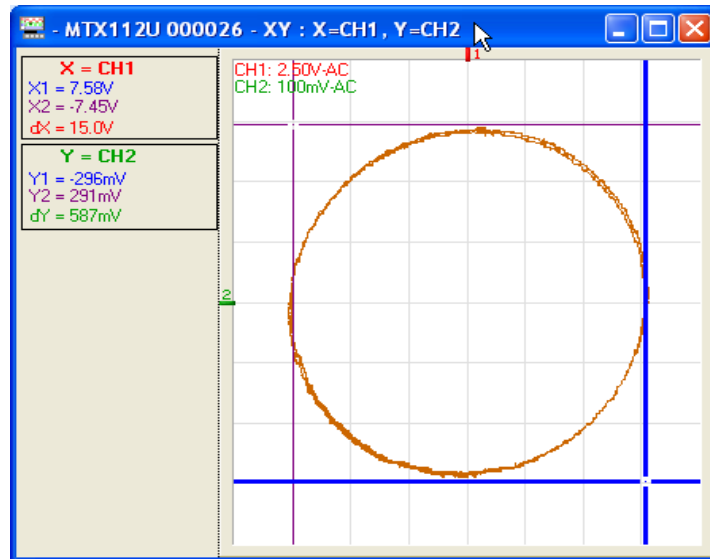 - MTX112U 000026 - XY : X=CH1, Y=CH2
X = CH1
X1 = 7.58V
X2 = -7.45V
dX = 15.0V
Y = CH2
Y1 = -296mV
Y2 = 291mV
dY = 587mV
1
CH1: 2.50V-AC
CH2: 100mV-AC
2